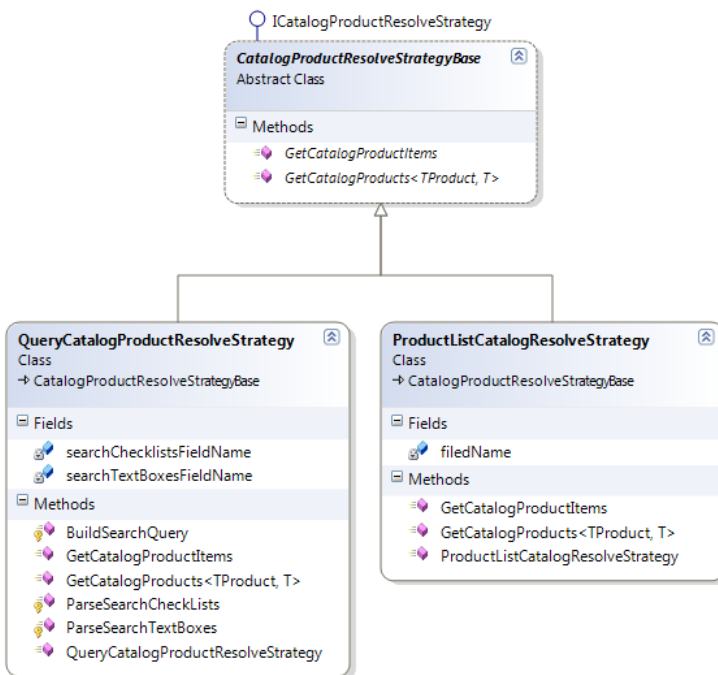 ICatalogProductResolveStrategy
CatalogProductResolveStrategyBase
Abstract Class
Methods
GetCatalogProductItems
GetCatalogProducts<TProduct, T>
QueryCatalogProductResolveStrategy
Class
CatalogProductResolveStrategyBase
Fields
searchChecklistsFieldName
searchTextBoxesFieldName
Methods
BuildSearchQuery
GetCatalogProductItems
GetCatalogProducts<TProduct, T>
ParseSearchCheckLists
ParseSearchTextBoxes
QueryCatalogProductResolveStrategy
ProductListCatalogResolveStrategy
Class
CatalogProductResolveStrategyBase
Fields
filedName
Methods
GetCatalogProductItems
GetCatalogProducts<TProduct, T>
ProductListCatalogResolveStrategy